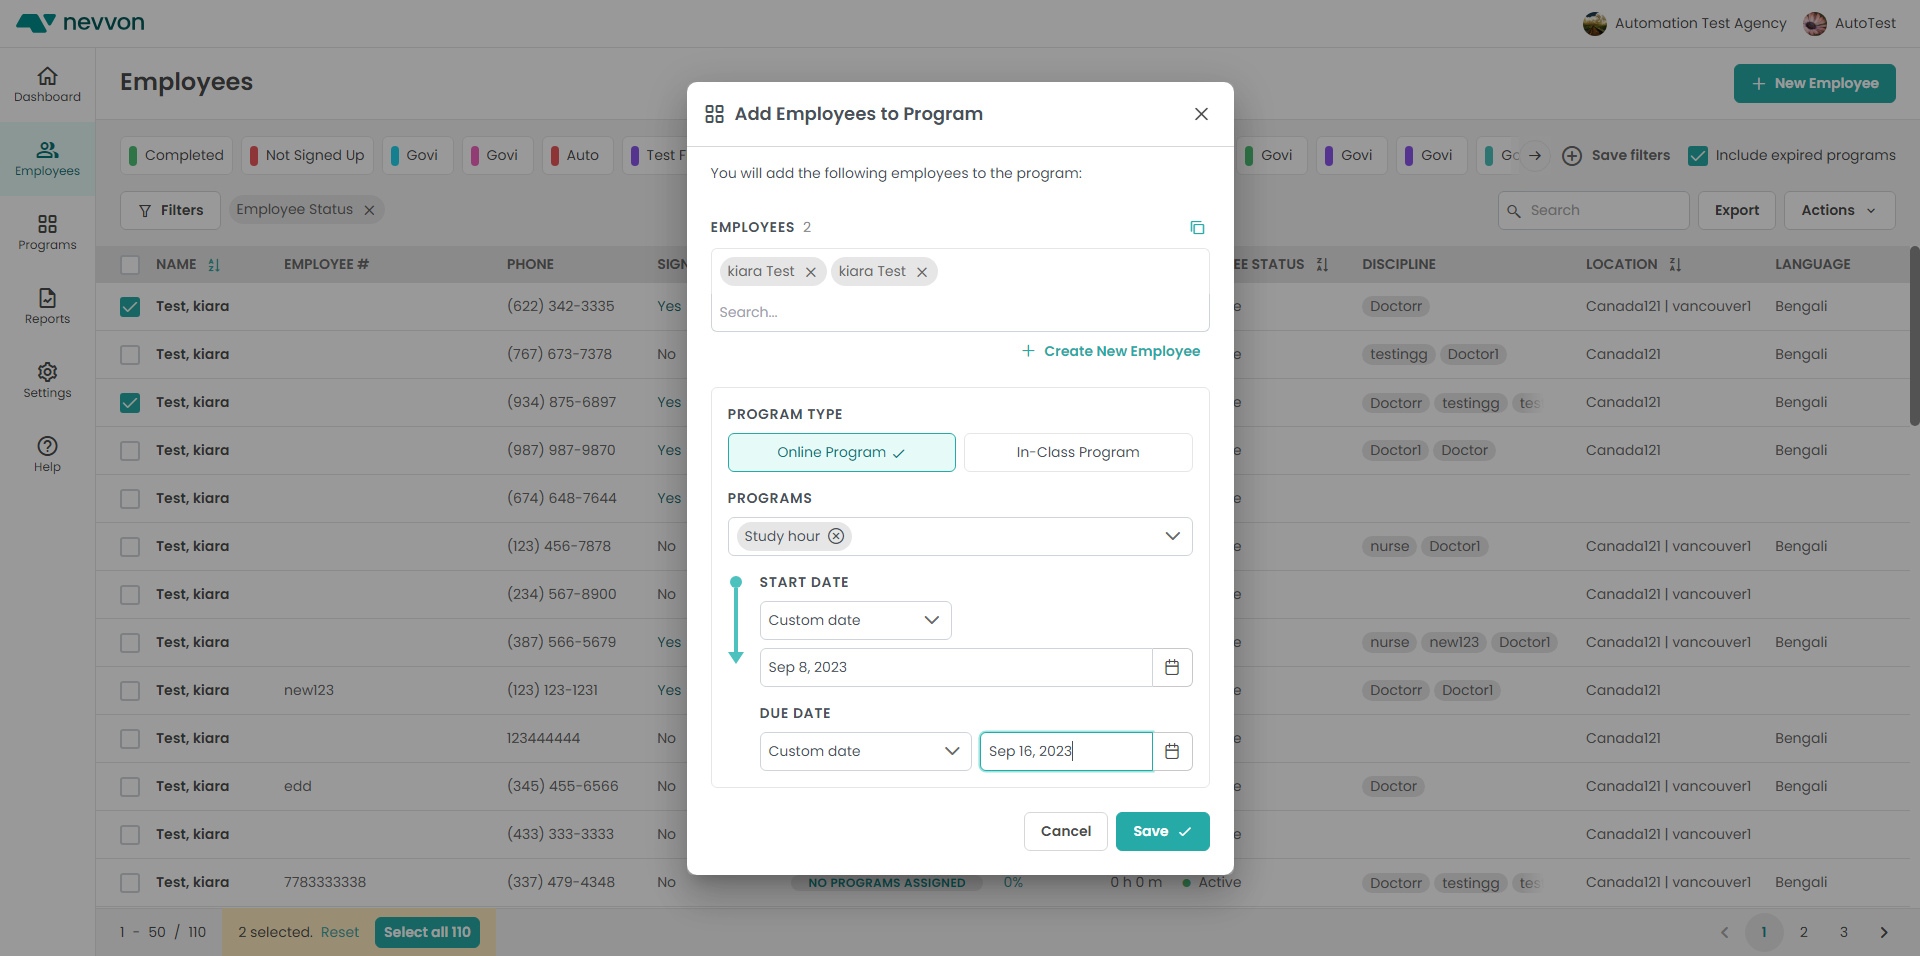 nevvon
Automation Test Agency
AutoTest
Dashboard
Employees
Programs
Reports
Settings
Help
Employees
New Employee
Completed
Not Signed Up
Govi
Govi
Auto
Test F
Govi
Govi
Govi
Go
Save filters
Include expired programs
Filters
Employee Status
Search
Export
Actions
NAME EMPLOYEE # PHONE SIGN EE STATUS DISCIPLINE LOCATION LANGUAGE
Test, kiara (622) 342-3335 Yes e Doctorr Canada121 | vancouver1 Bengali
Test, kiara (767) 673-7378 No e testingg Doctor1 Canada121 Bengali
Test, kiara (934) 875-6897 Yes e Doctorr testingg tes Canada121 Bengali
Test, kiara (987) 987-9870 Yes e Doctor1 Doctor Canada121 | vancouver1 Bengali
Test, kiara (674) 648-7644 Yes e
Test, kiara (123) 456-7878 No e nurse Doctor1 Canada121 | vancouver1 Bengali
Test, kiara (234) 567-8900 No e Canada121 | vancouver1
Test, kiara (387) 566-5679 Yes e nurse new123 Doctor1 Canada121 | vancouver1 Bengali
Test, kiara new123 (123) 123-1231 Yes e Doctorr Doctor1 Canada121
Test, kiara 123444444 No e Canada121 Bengali
Test, kiara edd (345) 455-6566 No e Doctor Canada121 | vancouver1 Bengali
Test, kiara (433) 333-3333 No e Canada121 | vancouver1
Test, kiara 7783333338 (337) 479-4348 No NO PROGRAMS ASSIGNED 0% 0 h 0 m Active Doctorr testingg tes Canada121 | vancouver1 Bengali
1 - 50 / 110
2 selected. Reset
Select all 110
1 2 3
Add Employees to Program
You will add the following employees to the program:
EMPLOYEES 2
kiara Test kiara Test
Search...
Create New Employee
PROGRAM TYPE
Online Program
In-Class Program
PROGRAMS
Study hour
START DATE
Custom date
Sep 8, 2023
DUE DATE
Custom date
Sep 16, 2023
Cancel
Save